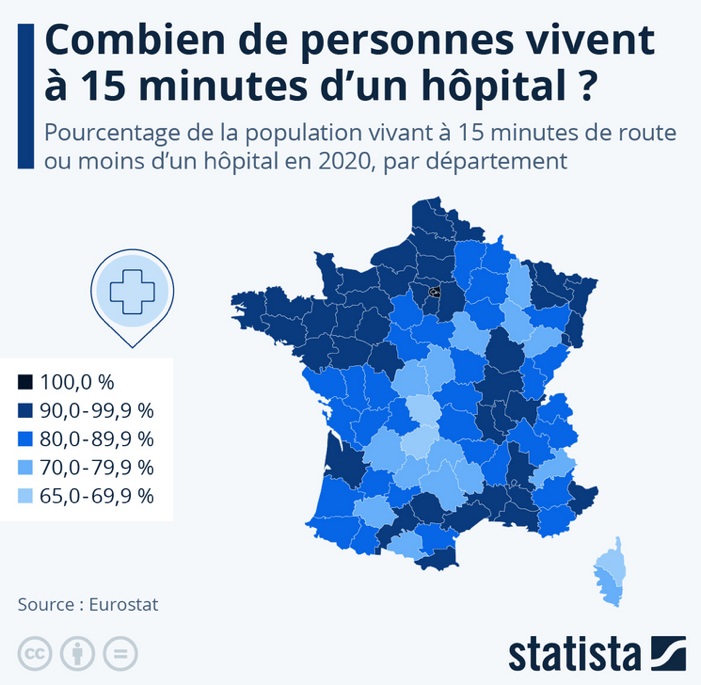 Combien de personnes vivent
à 15 minutes d’un hôpital ?
Pourcentage de la population vivant à 15 minutes de route
ou moins d’un hôpital en 2020, par département
100,0 %
90,0-99,9 %
80,0-89,9 %
70,0-79,9 %
65,0-69,9 %
Source : Eurostat
cc
statista